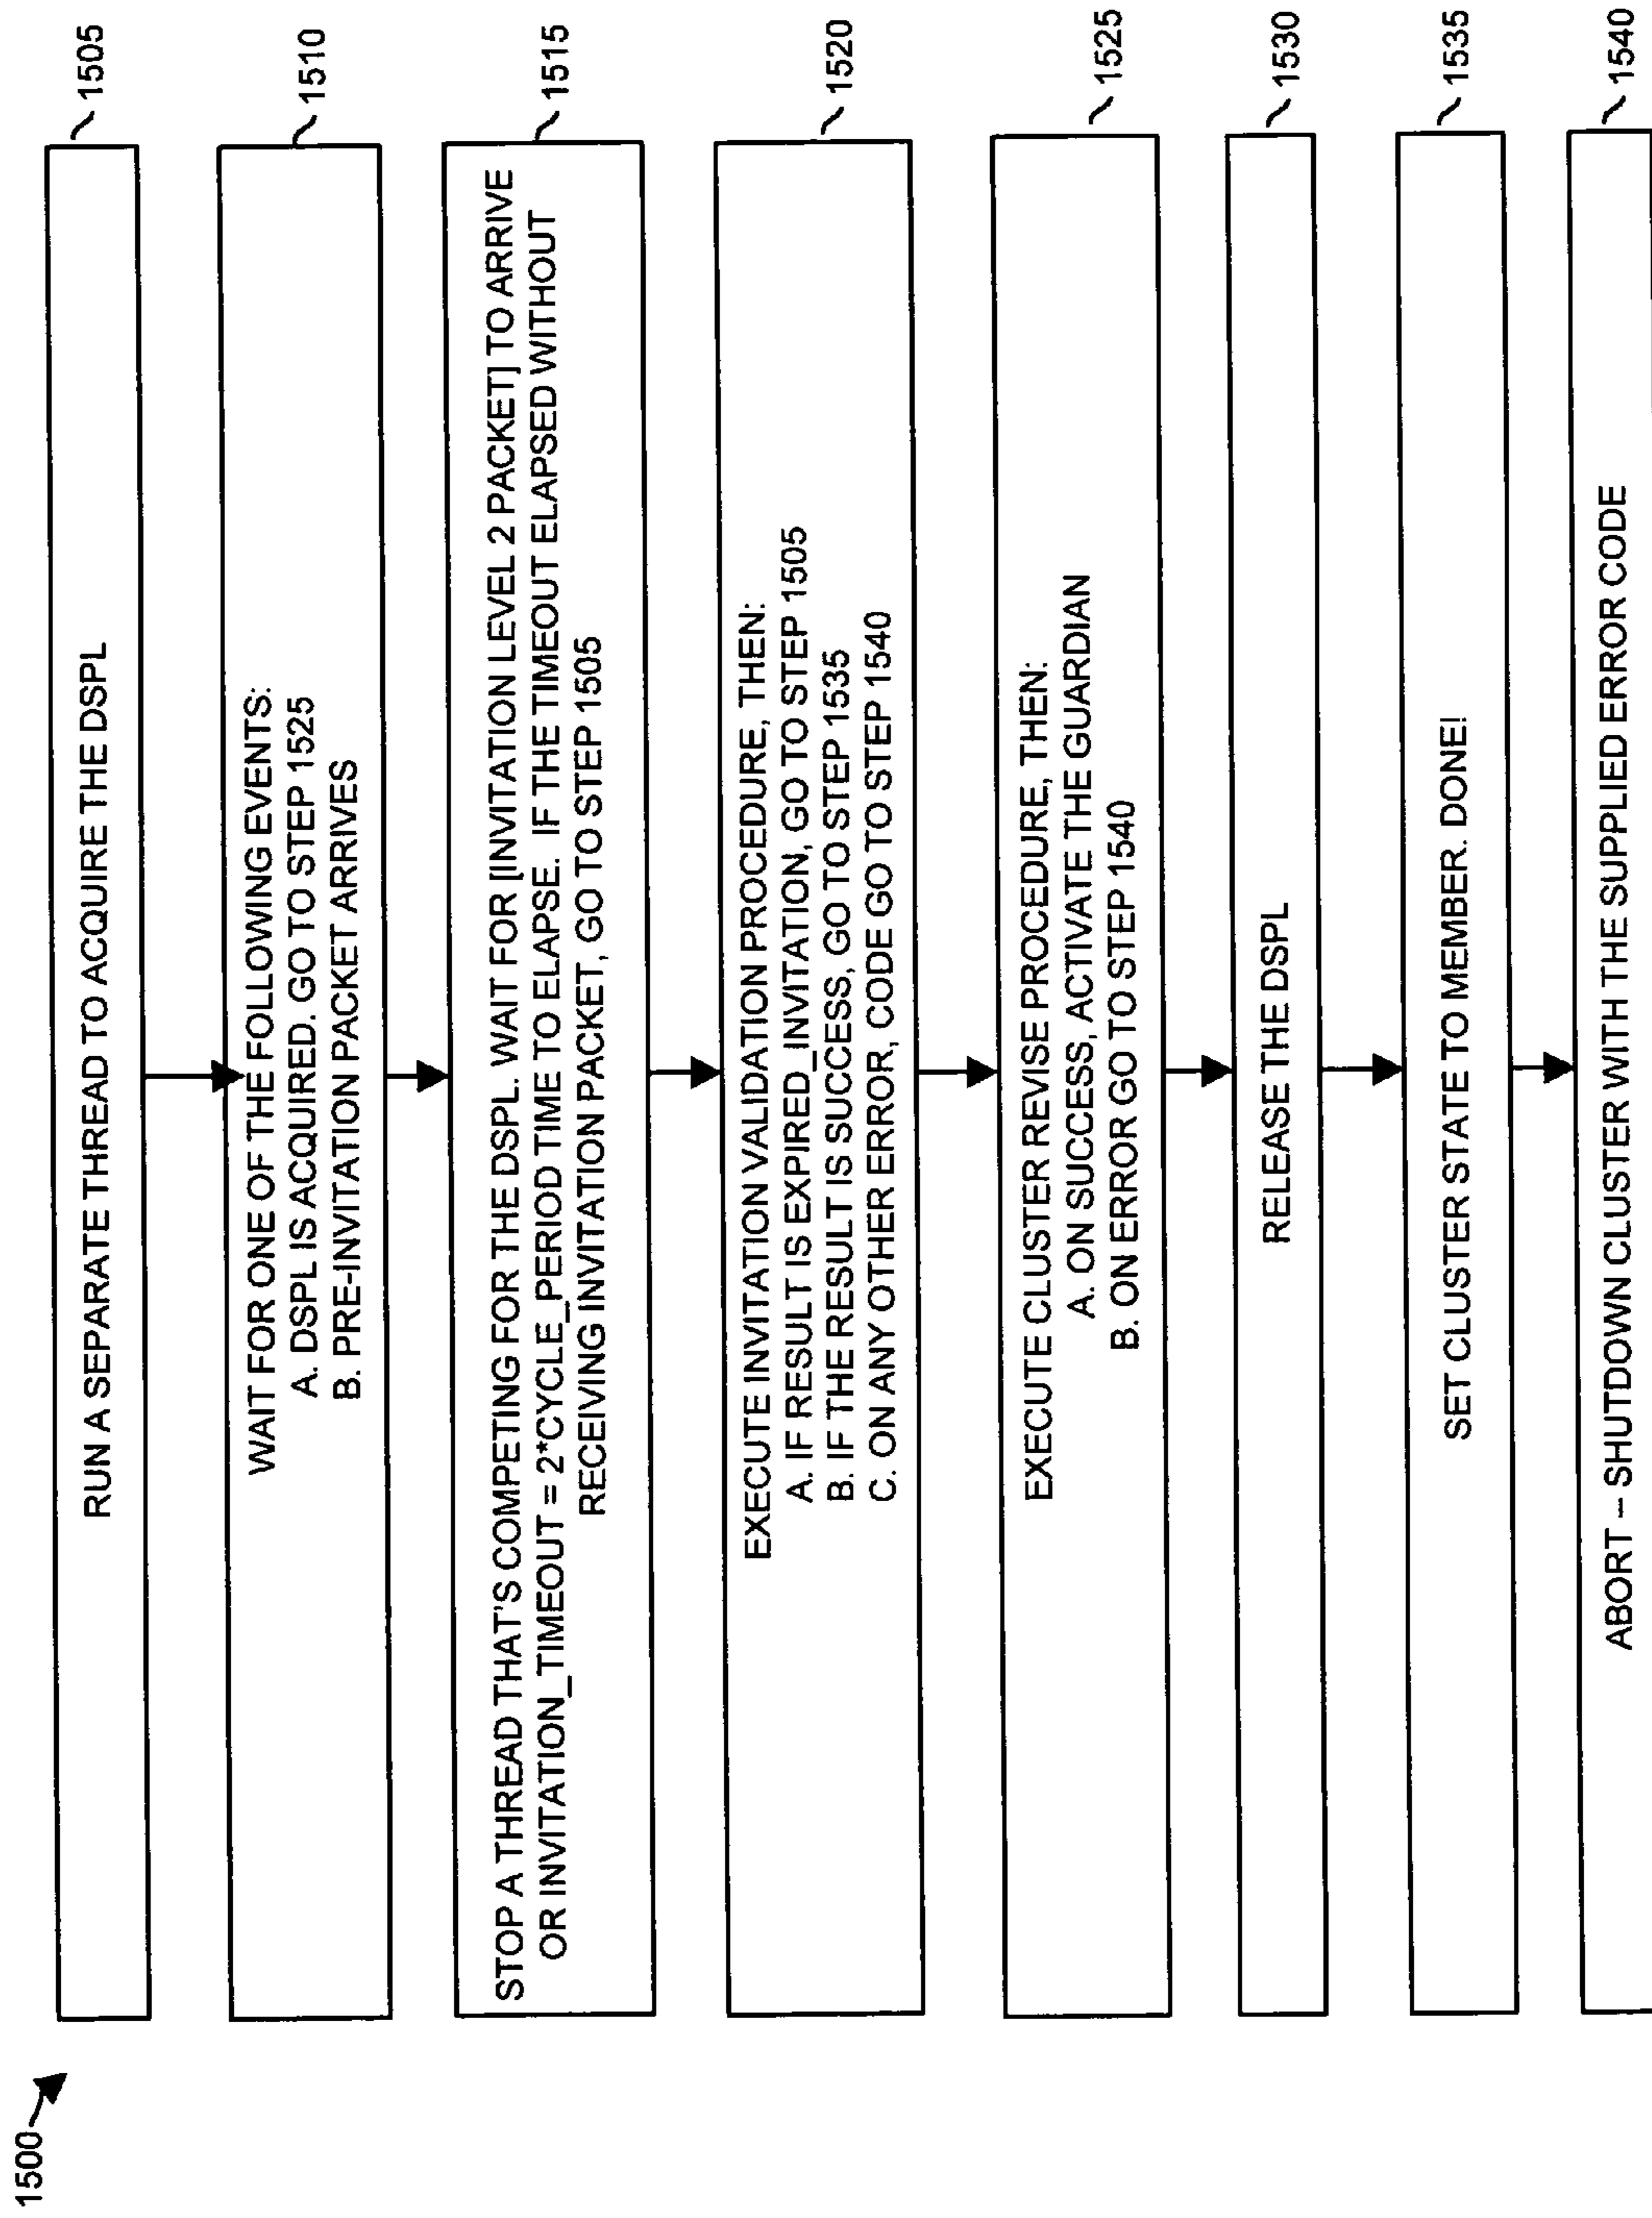 1500
RUN A SEPARATE THREAD TO ACQUIRE THE DSPL
1505
WAIT FOR ONE OF THE FOLLOWING EVENTS:
A. DSPL IS ACQUIRED. GO TO STEP 1525
B. PRE-INVITATION PACKET ARRIVES
1510
STOP A THREAD THAT'S COMPETING FOR THE DSPL. WAIT FOR [INVITATION LEVEL 2 PACKET] TO ARRIVE
OR INVITATION_TIMEOUT = 2*CYCLE_PERIOD TIME TO ELAPSE. IF THE TIMEOUT ELAPSED WITHOUT
RECEIVING INVITATION PACKET, GO TO STEP 1505
1515
EXECUTE INVITATION VALIDATION PROCEDURE, THEN:
A. IF RESULT IS EXPIRED_INVITATION, GO TO STEP 1505
B. IF THE RESULT IS SUCCESS, GO TO STEP 1535
C. ON ANY OTHER ERROR, CODE GO TO STEP 1540
1520
EXECUTE CLUSTER REVISE PROCEDURE, THEN:
A. ON SUCCESS, ACTIVATE THE GUARDIAN
B. ON ERROR GO TO STEP 1540
1525
RELEASE THE DSPL
1530
SET CLUSTER STATE TO MEMBER. DONE!
1535
ABORT – SHUTDOWN CLUSTER WITH THE SUPPLIED ERROR CODE
1540